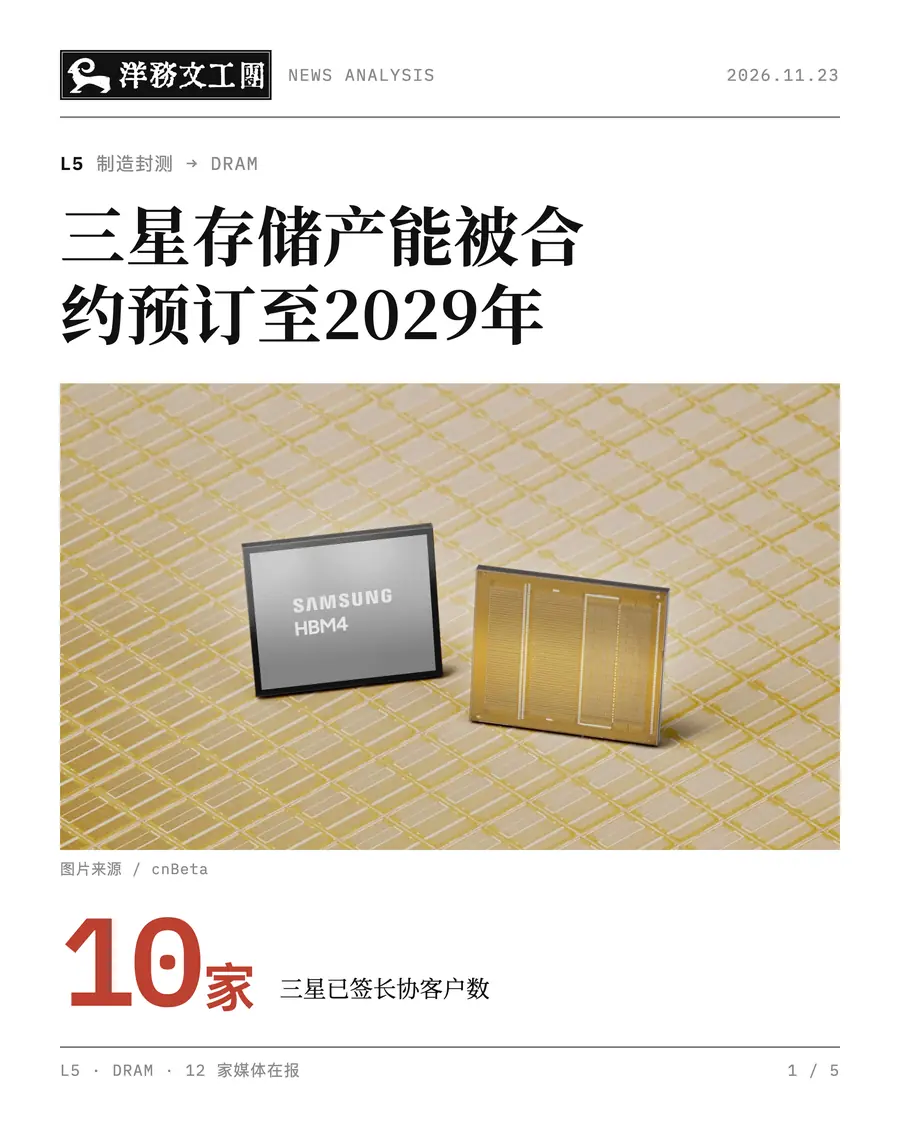 洋務文工團
NEWS ANALYSIS
2026.11.23
L5 制造封测 → DRAM
三星存储产能被合
约预订至2029年
SAMSUNG
HBM4
图片来源 / cnBeta
10家 三星已签长协客户数
L5 · DRAM · 12 家媒体在报
1 / 5